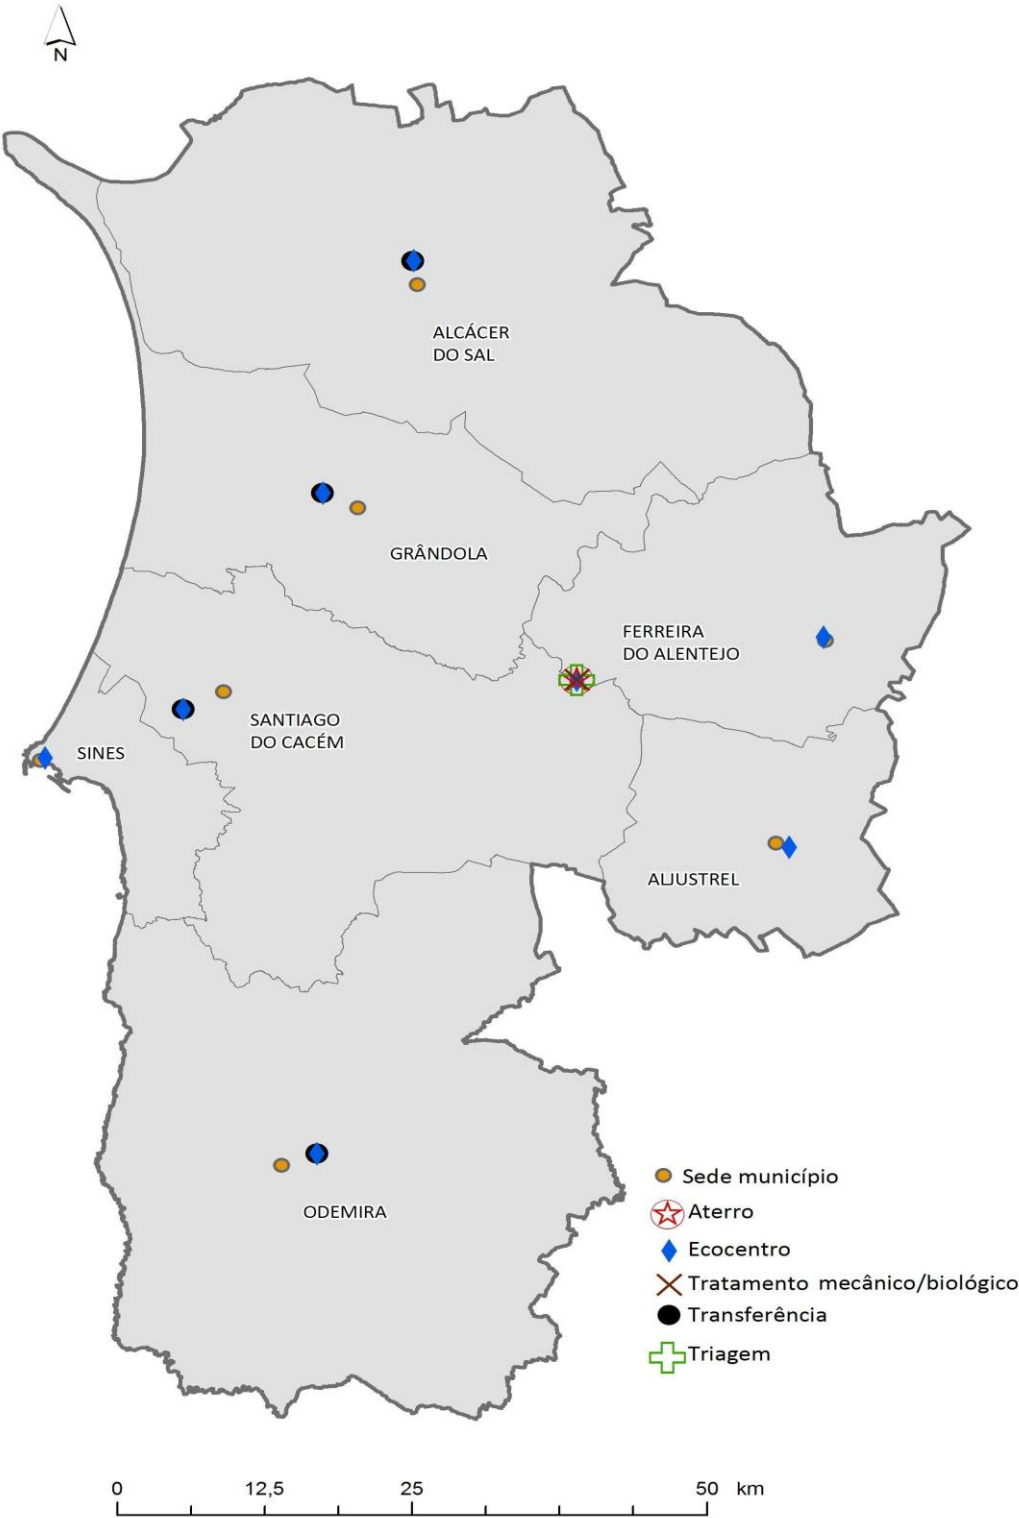 N
ALCÁCER
DO SAL
GRÂNDOLA
FERREIRA
DO ALENTEJO
SANTIAGO
DO CACÉM
SINES
ALJUSTREL
ODEMIRA
Sede município
Aterro
Ecocentro
Tratamento mecânico/biológico
Transferência
Triagem
0 12,5 25 50 km